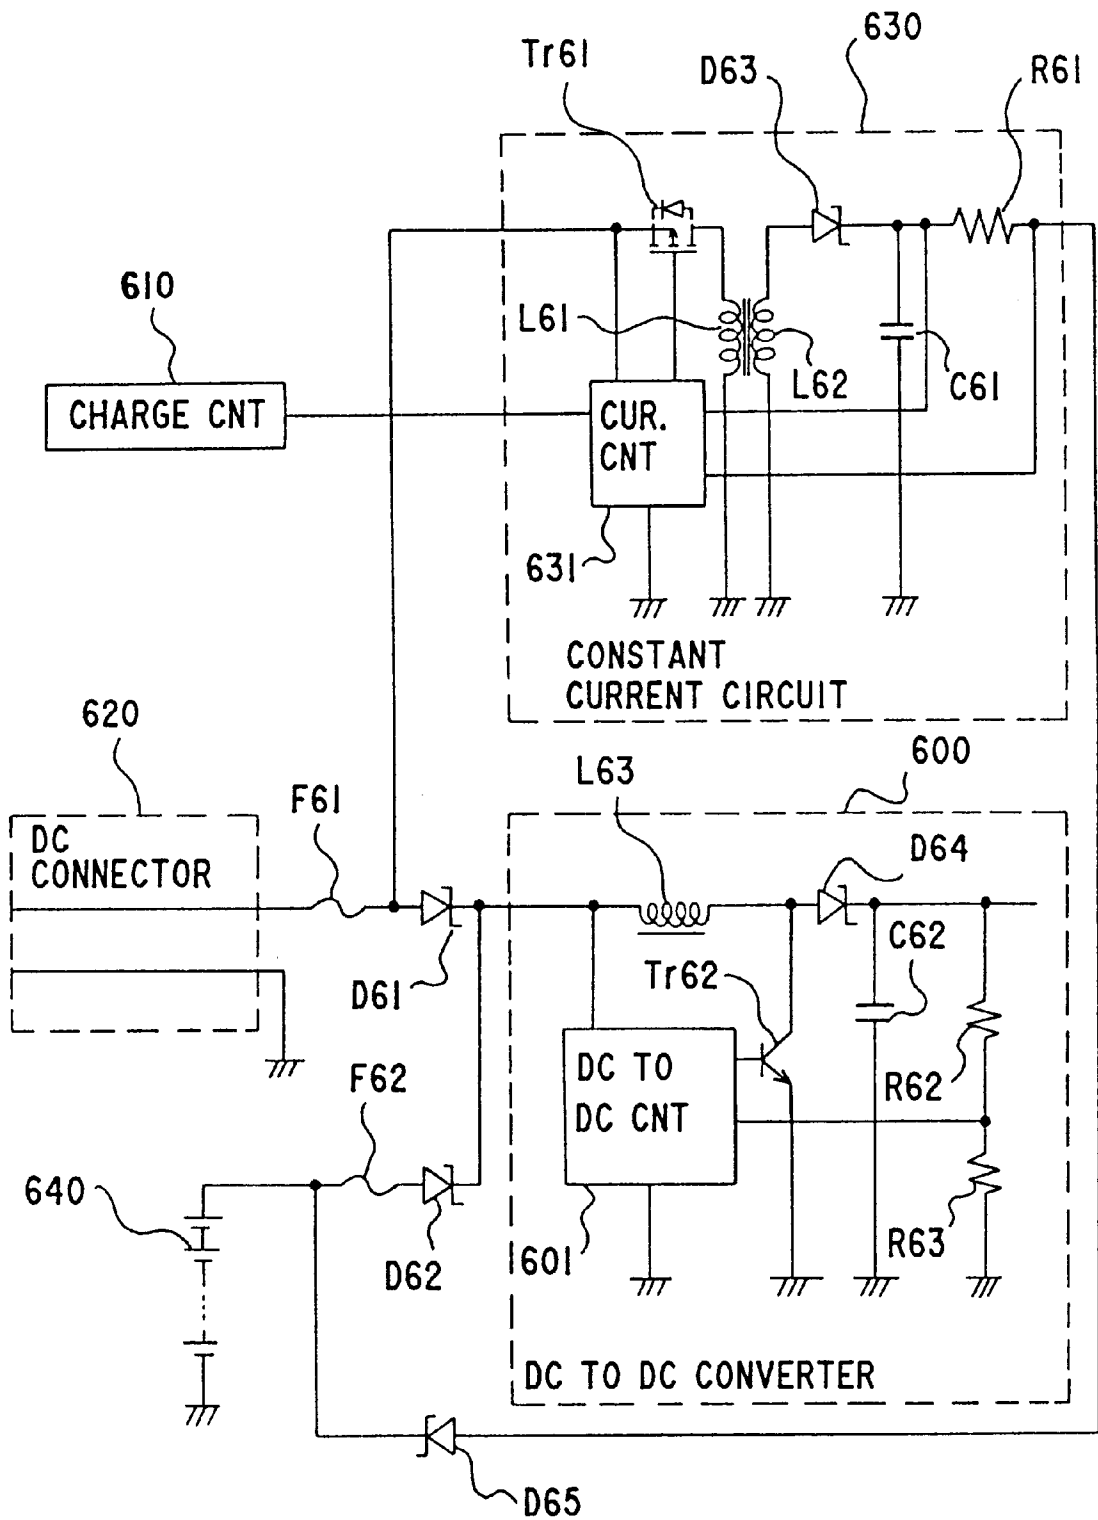 630
Tr61
D63
R61
610
L61
L62
C61
CHARGE CNT
CUR.
CNT
631
CONSTANT
CURRENT CIRCUIT
620
600
L63
F61
D64
DC
CONNECTOR
C62
D61
Tr62
F62
DC TO
DC CNT
R62
640
R63
D62
601
DC TO DC CONVERTER
D65